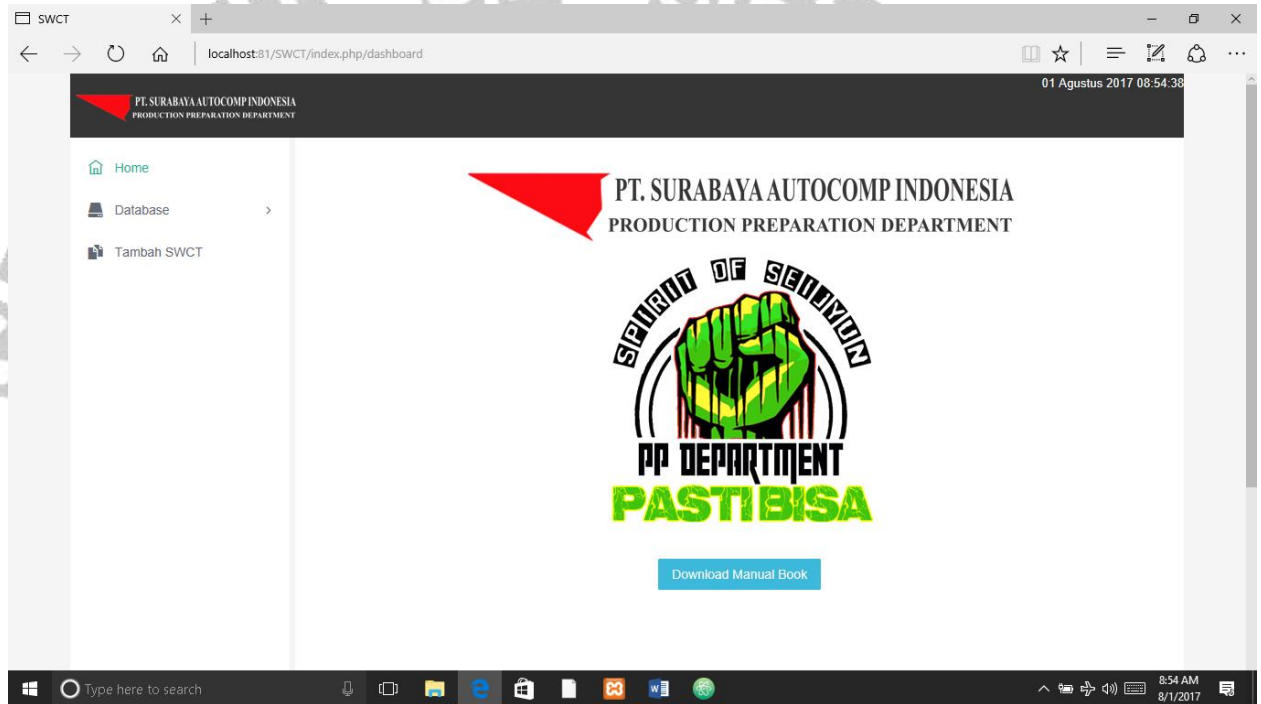 SWCT
localhost:81/SWCT/index.php/dashboard
PT. SURABAYA AUTOCOMP INDONESIA
PRODUCTION PREPARATION DEPARTMENT
01 Agustus 2017 08:54:38
Home
Database
Tambah SWCT
PT. SURABAYA AUTOCOMP INDONESIA
PRODUCTION PREPARATION DEPARTMENT
SPIRIT OF SEIJYUN
PP DEPARTMENT
PASTI BISA
Download Manual Book
Type here to search
8:54 AM
8/1/2017